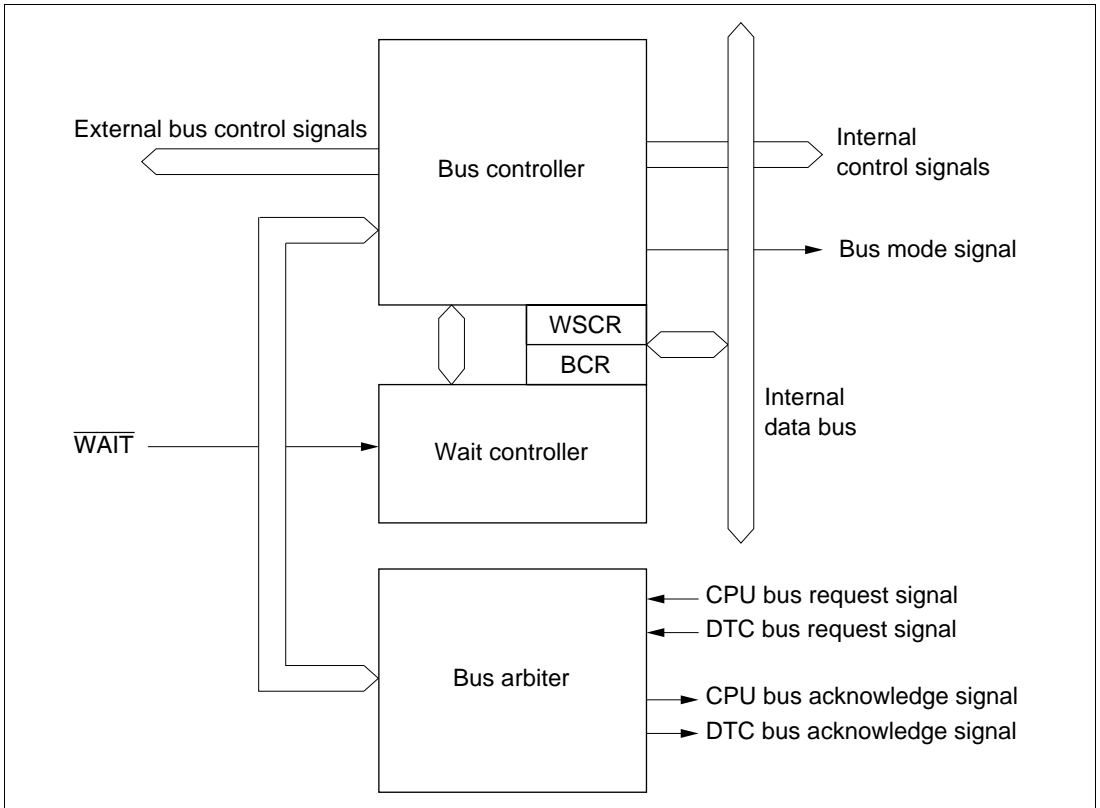 External bus control signals
Bus controller
Internal
control signals
Bus mode signal
WSCR
BCR
Internal
data bus
WAIT
Wait controller
CPU bus request signal
DTC bus request signal
Bus arbiter
CPU bus acknowledge signal
DTC bus acknowledge signal